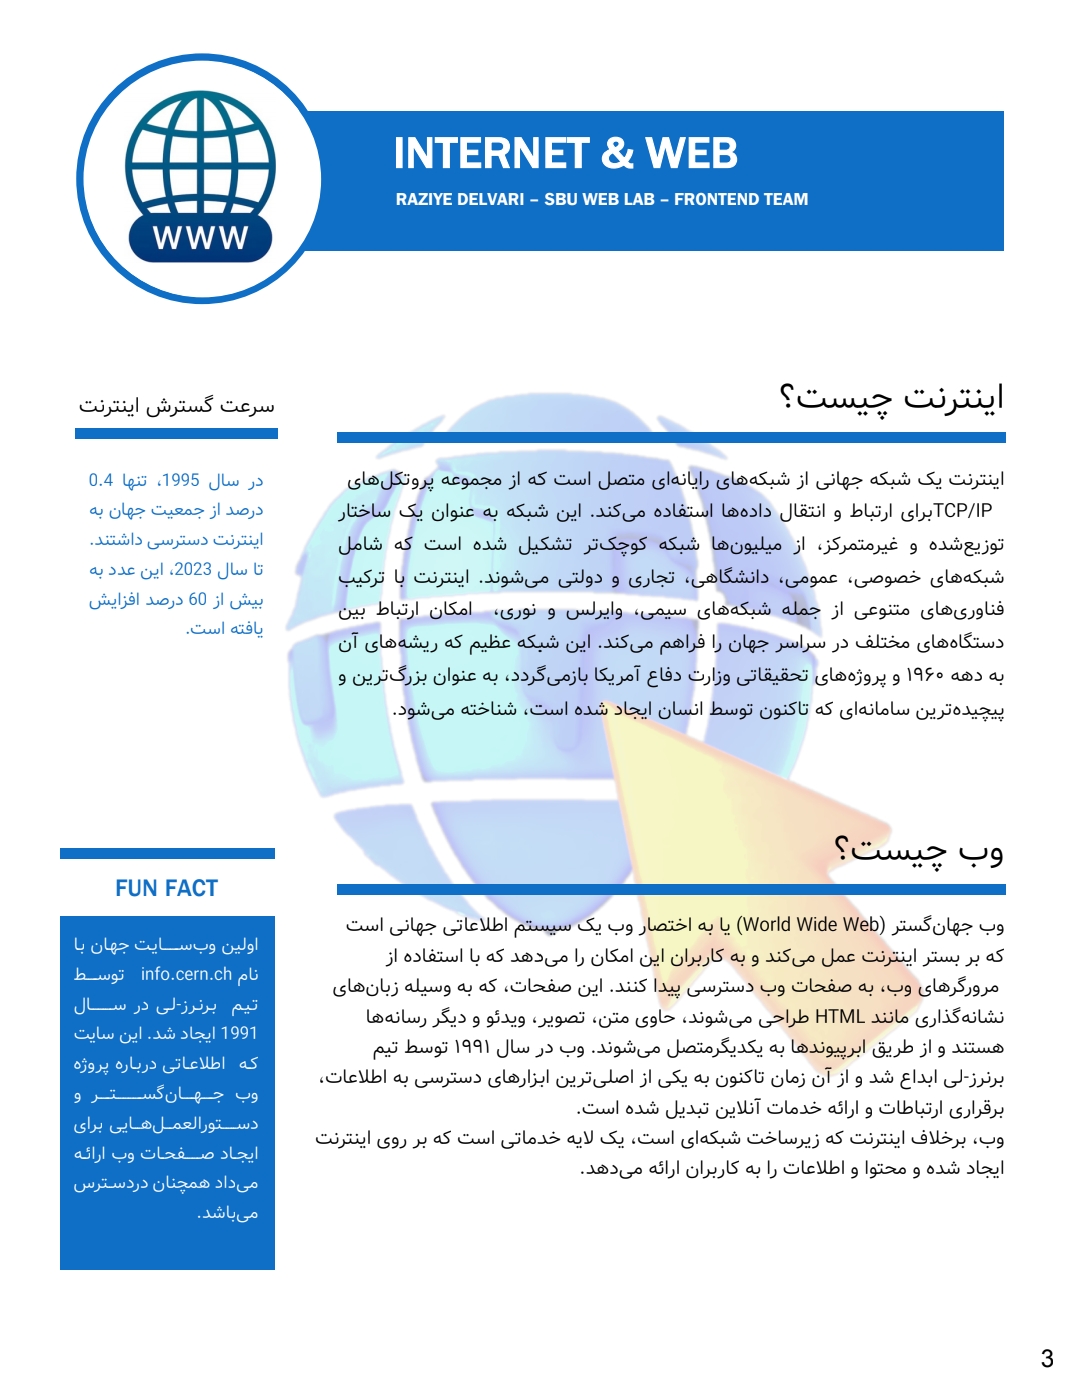 WWW
INTERNET & WEB
RAZIYE DELVARI – SBU WEB LAB – FRONTEND TEAM
اینترنت چیست؟
اینترنت یک شبکه جهانی از شبکه‌های رایانه‌ای متصل است که از مجموعه پروتکل‌های
TCP/IPبرای ارتباط و انتقال داده‌ها استفاده می‌کند. این شبکه به عنوان یک ساختار
توزیع‌شده و غیرمتمرکز، از میلیون‌ها شبکه کوچک‌تر تشکیل شده است که شامل
شبکه‌های خصوصی، عمومی، دانشگاهی، تجاری و دولتی می‌شوند. اینترنت با ترکیب
فناوری‌های متنوعی از جمله شبکه‌های سیمی، وایرلس و نوری، امکان ارتباط بین
دستگاه‌های مختلف در سراسر جهان را فراهم می‌کند. این شبکه عظیم که ریشه‌های آن
به دهه ۱۹۶۰ و پروژه‌های تحقیقاتی وزارت دفاع آمریکا بازمی‌گردد، به عنوان بزرگ‌ترین و
پیچیده‌ترین سامانه‌ای که تاکنون توسط انسان ایجاد شده است، شناخته می‌شود.
سرعت گسترش اینترنت
در سال 1995، تنها 0.4
درصد از جمعیت جهان به
اینترنت دسترسی داشتند.
تا سال 2023، این عدد به
بیش از 60 درصد افزایش
یافته است.
وب چیست؟
وب جهان‌گستر (World Wide Web) یا به اختصار وب یک سیستم اطلاعاتی جهانی است
که بر بستر اینترنت عمل می‌کند و به کاربران این امکان را می‌دهد که با استفاده از
مرورگرهای وب، به صفحات وب دسترسی پیدا کنند. این صفحات، که به وسیله زبان‌های
نشانه‌گذاری مانند HTML طراحی می‌شوند، حاوی متن، تصویر، ویدئو و دیگر رسانه‌ها
هستند و از طریق ابرپیوندها به یکدیگرمتصل می‌شوند. وب در سال ۱۹۹۱ توسط تیم
برنرز-لی ابداع شد و از آن زمان تاکنون به یکی از اصلی‌ترین ابزارهای دسترسی به اطلاعات،
برقراری ارتباطات و ارائه خدمات آنلاین تبدیل شده است.
وب، برخلاف اینترنت که زیرساخت شبکه‌ای است، یک لایه خدماتی است که بر روی اینترنت
ایجاد شده و محتوا و اطلاعات را به کاربران ارائه می‌دهد.
FUN FACT
اولین وب‌ســـایت جهان با
نام info.cern.ch توســط
تیم برنرز-لی در ســـال
1991 ایجاد شد. این سایت
که اطلاعاتی درباره پروژه
وب جــهــان‌گســـــتــر و
دســـتورالعمــل‌هــایی برای
ایجـاد صـــفحـات وب ارائـه
می‌داد همچنان دردسـترس
می‌باشد.
3